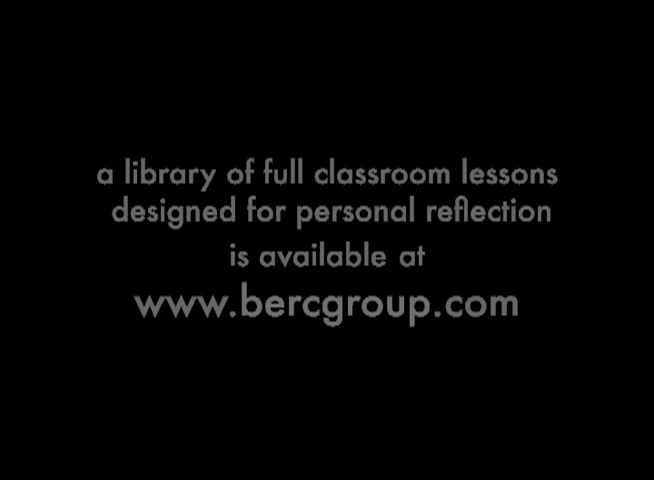 a library of full classroom lessons
designed for personal reflection
is available at
www.bercgroup.com